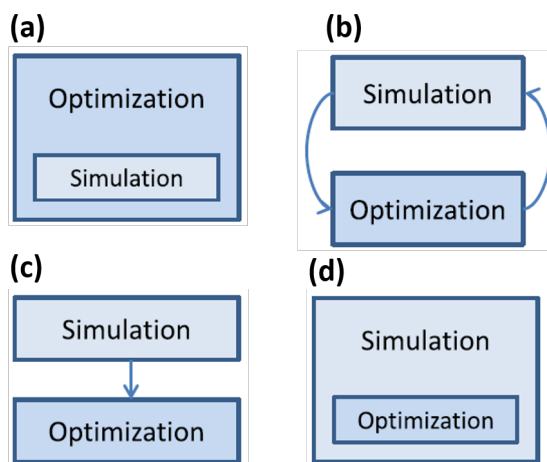 (a)
Optimization
Simulation
(b)
Simulation
Optimization
(c)
Simulation
Optimization
(d)
Simulation
Optimization